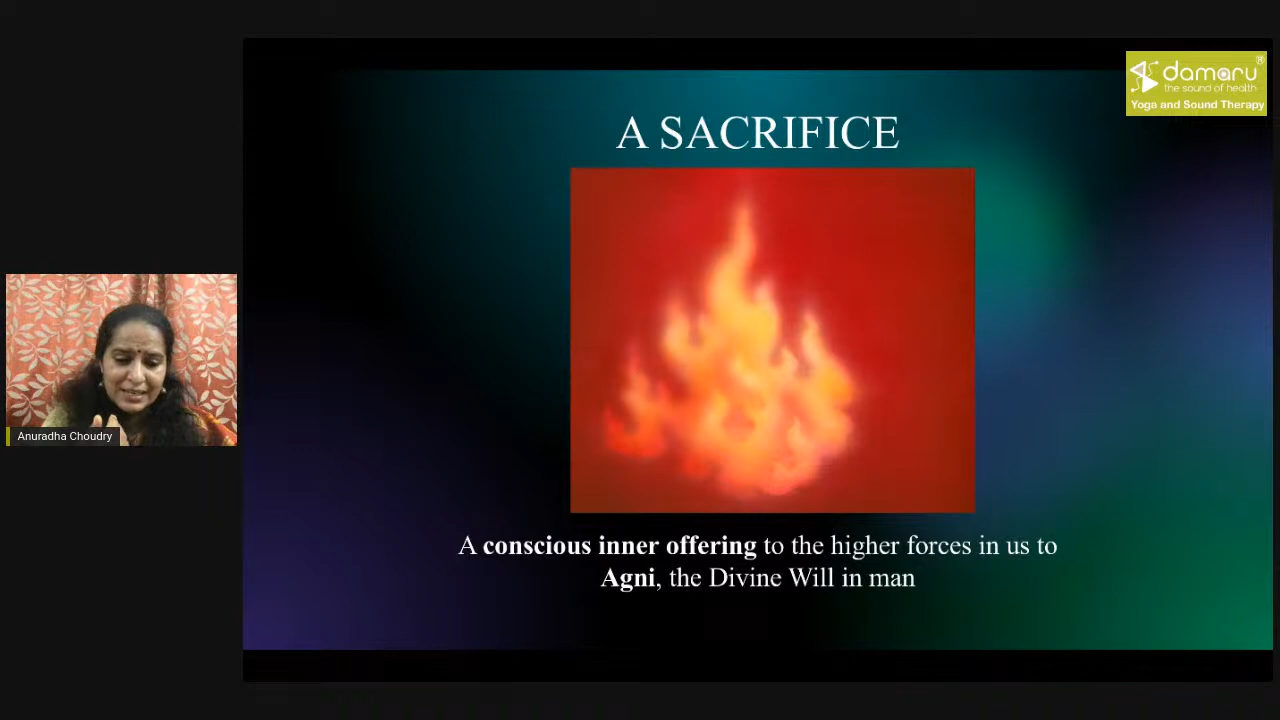 damaru®
the sound of health
Yoga and Sound Therapy
A SACRIFICE
Anuradha Choudry
A conscious inner offering to the higher forces in us to
Agni, the Divine Will in man